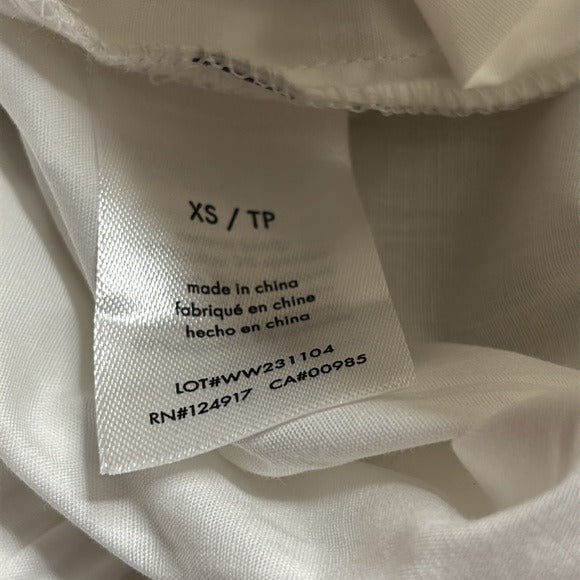 XS / TP
made in china
fabriqué en chine
hecho en china
LOT#WW231104
RN#124917 CA#00985